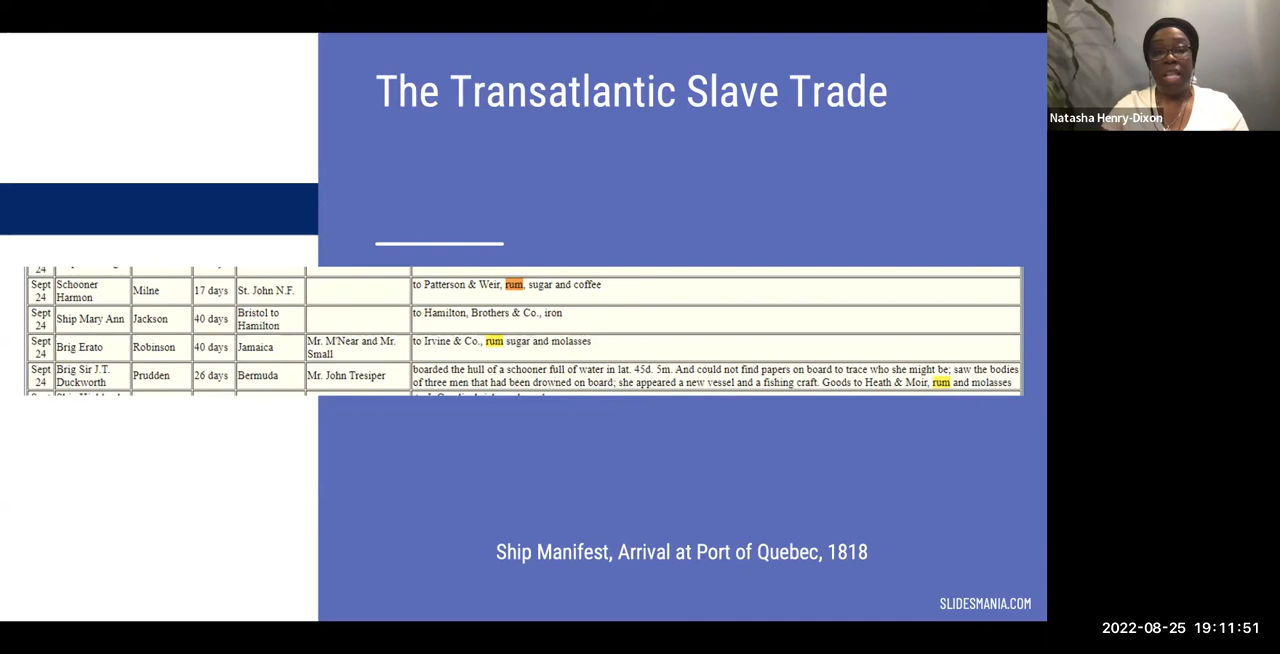 The Transatlantic Slave Trade
Natasha Henry-Dixon
24
Sept 24 Schooner Harmon Milne 17 days St. John N.F. to Patterson & Weir, rum, sugar and coffee
Sept 24 Ship Mary Ann Jackson 40 days Bristol to Hamilton to Hamilton, Brothers & Co., iron
Sept 24 Brig Erato Robinson 40 days Jamaica Mr. M'Near and Mr. Small to Irvine & Co., rum sugar and molasses
Sept 24 Brig Sir J.T. Duckworth Prudden 26 days Bermuda Mr. John Tresiper boarded the hull of a schooner full of water in lat. 45d. 5m. And could not find papers on board to trace who she might be; saw the bodies of three men that had been drowned on board; she appeared a new vessel and a fishing craft. Goods to Heath & Moir, rum and molasses
Ship Manifest, Arrival at Port of Quebec, 1818
SLIDESMANIA.COM
2022-08-25 19:11:51